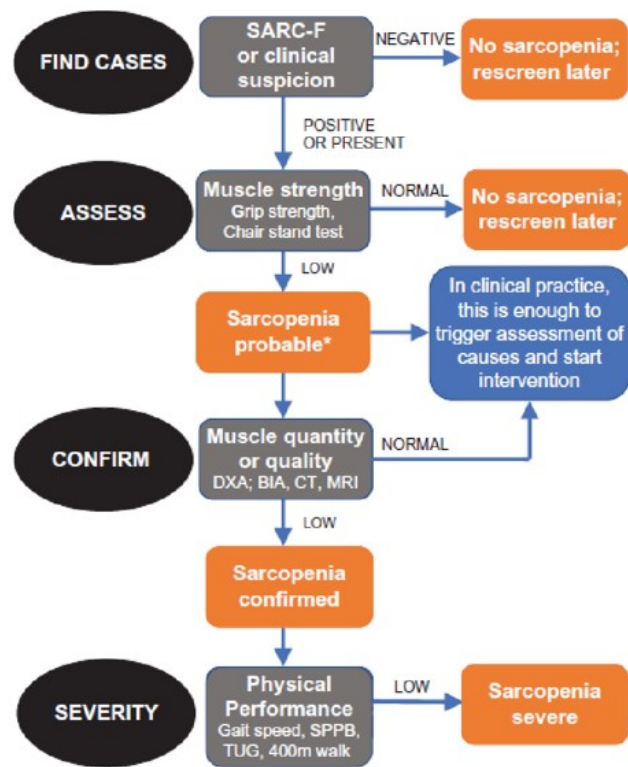 FIND CASES
SARC-F
or clinical
suspicion
NEGATIVE
No sarcopenia;
rescreen later
POSITIVE
OR PRESENT
ASSESS
Muscle strength
Grip strength,
Chair stand test
NORMAL
No sarcopenia;
rescreen later
LOW
Sarcopenia
probable*
In clinical practice,
this is enough to
trigger assessment of
causes and start
intervention
CONFIRM
Muscle quantity
or quality
DXA; BIA, CT, MRI
NORMAL
LOW
Sarcopenia
confirmed
SEVERITY
Physical
Performance
Gait speed, SPPB,
TUG, 400m walk
LOW
Sarcopenia
severe